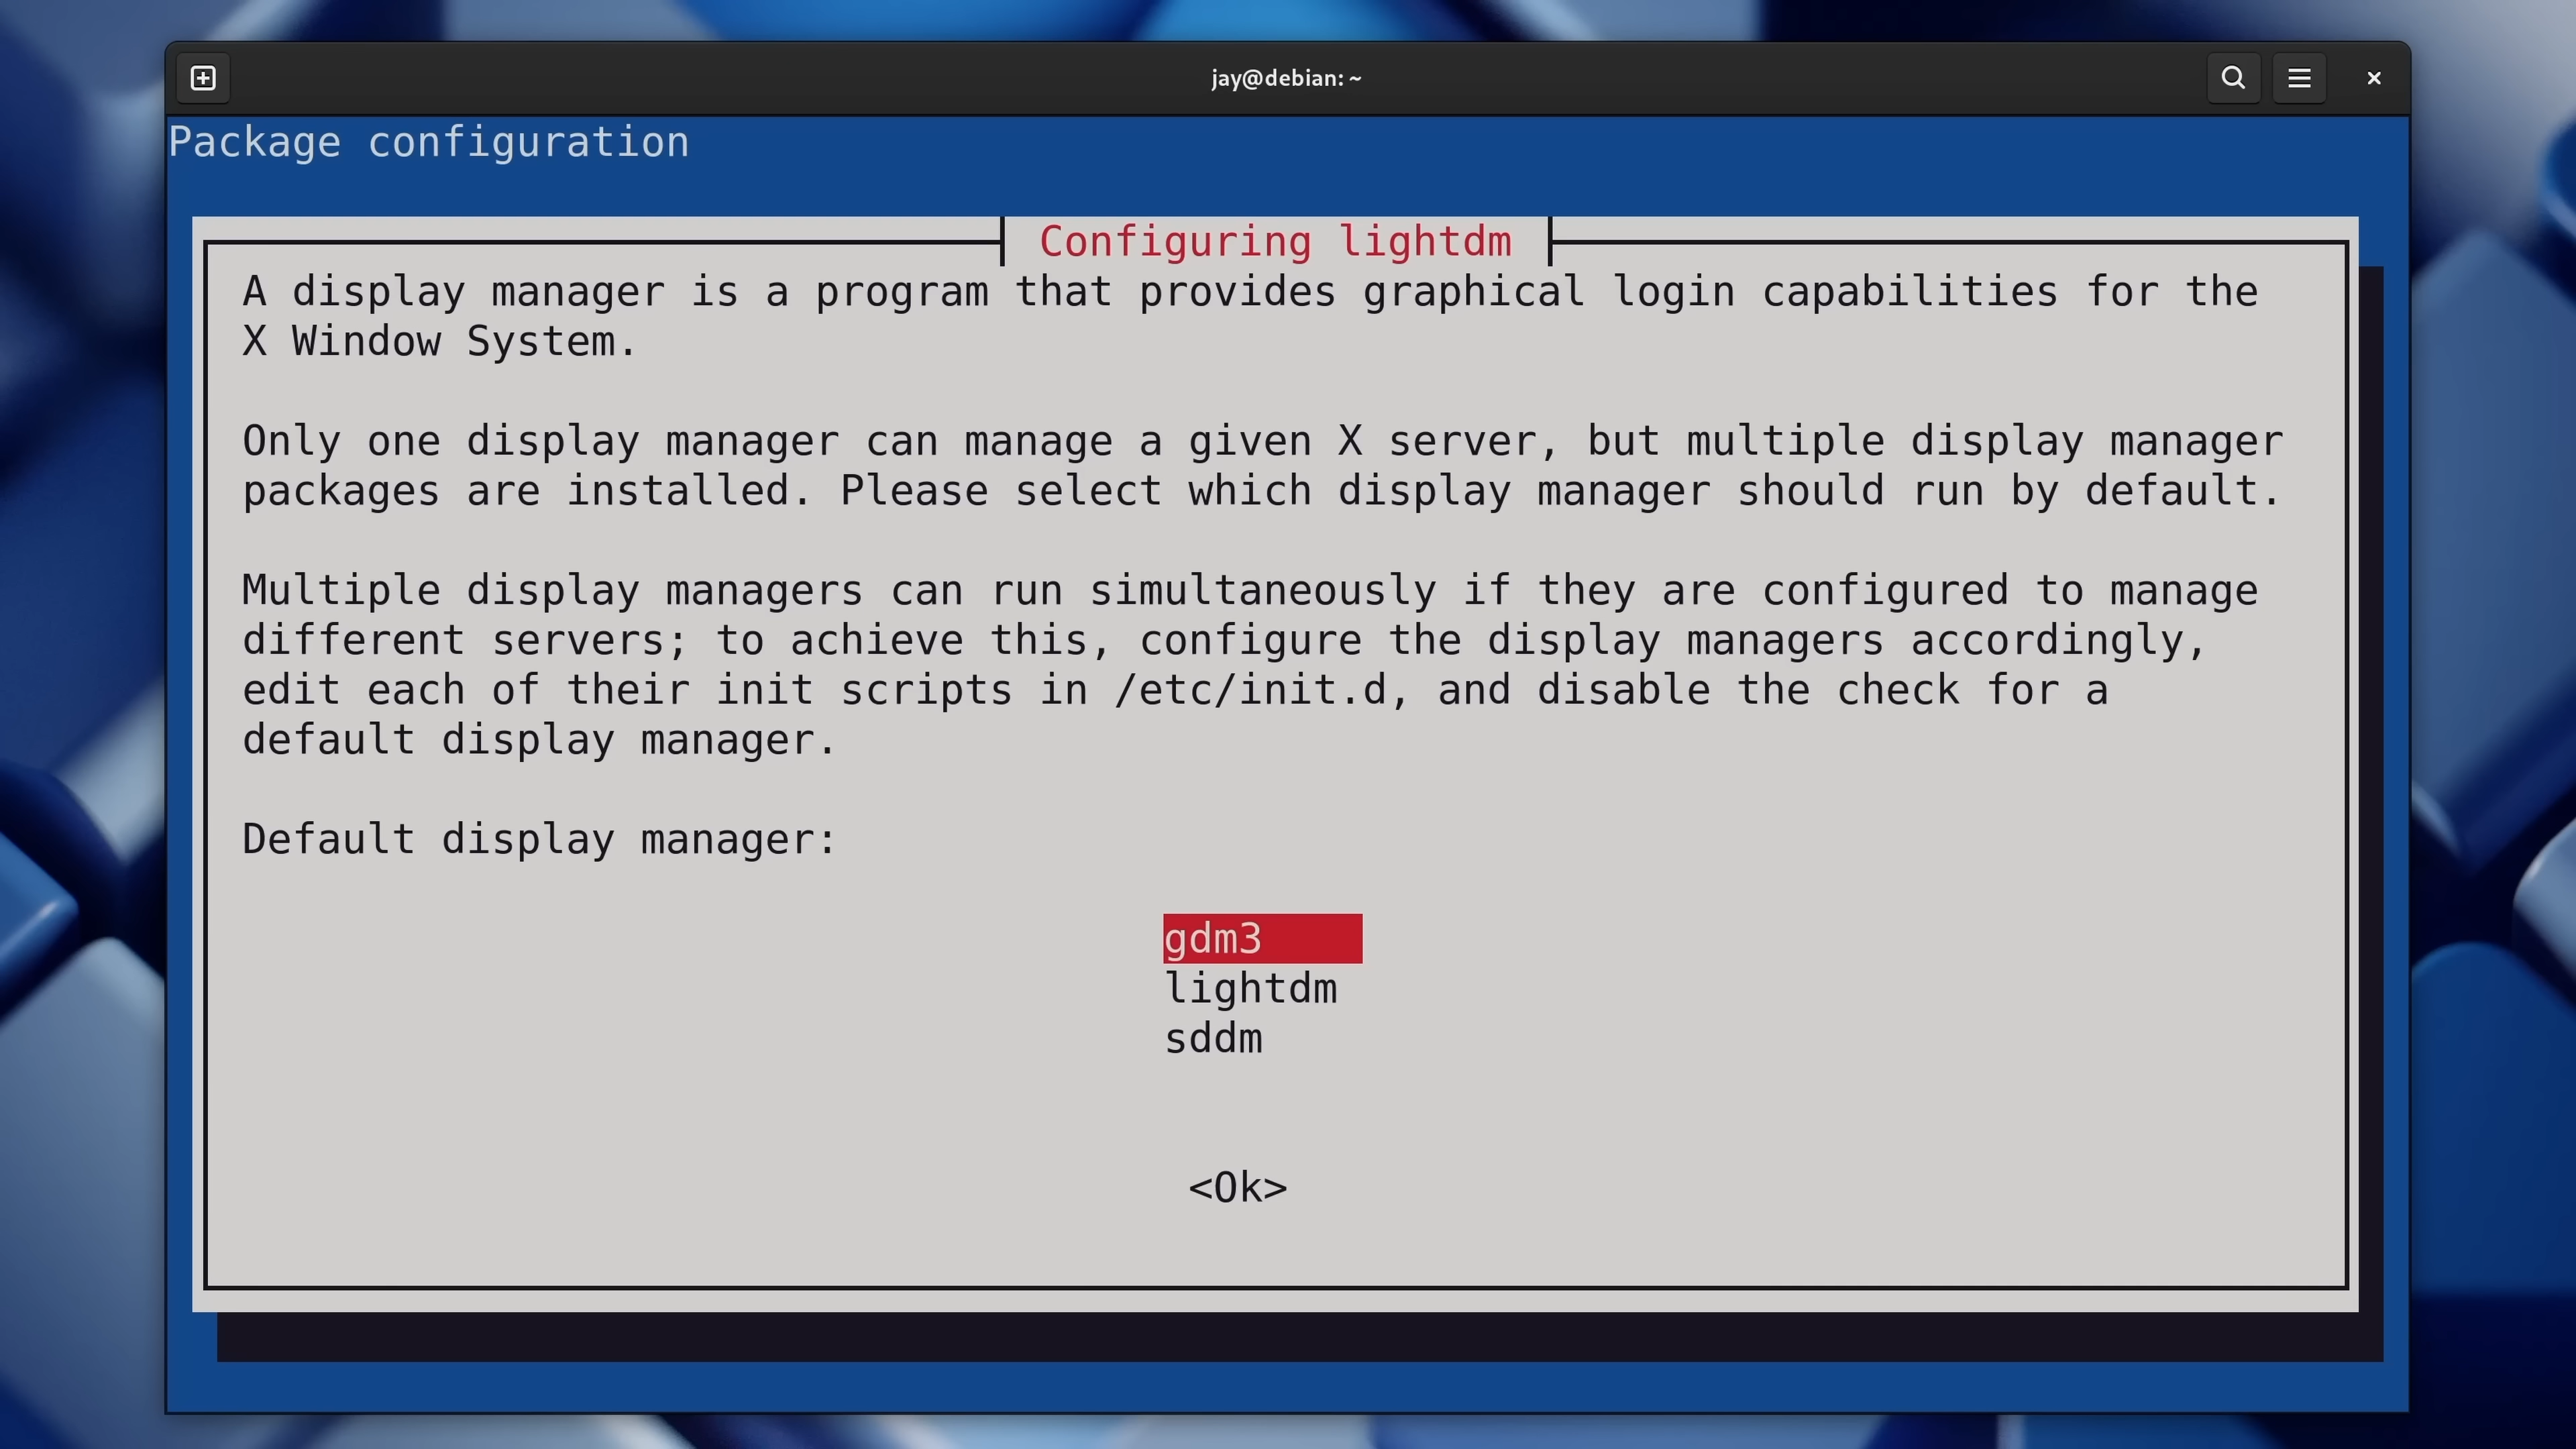 jay@debian: ~
Package configuration
Configuring lightdm
A display manager is a program that provides graphical login capabilities for the
X Window System.
Only one display manager can manage a given X server, but multiple display manager
packages are installed. Please select which display manager should run by default.
Multiple display managers can run simultaneously if they are configured to manage
different servers; to achieve this, configure the display managers accordingly,
edit each of their init scripts in /etc/init.d, and disable the check for a
default display manager.
Default display manager:
gdm3
lightdm
sddm
<Ok>